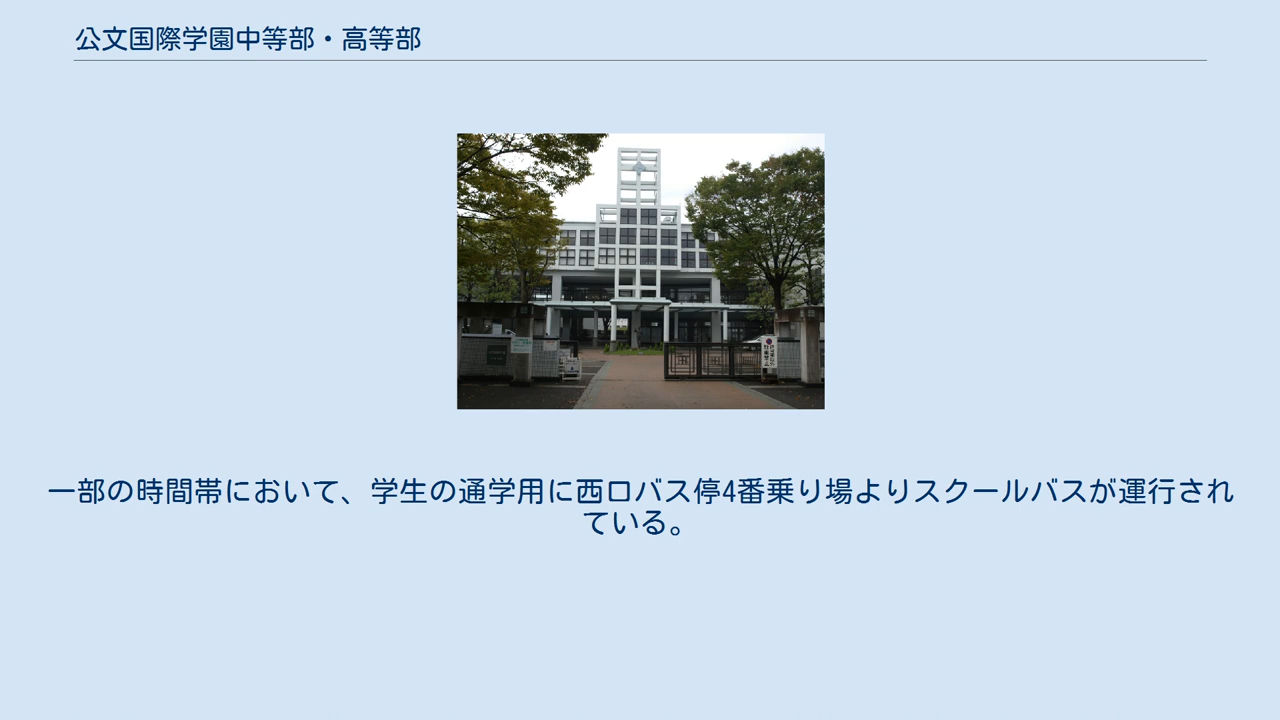 公文国際学園中等部・高等部
一部の時間帯において、学生の通学用に西口バス停4番乗り場よりスクールバスが運行され
ている。